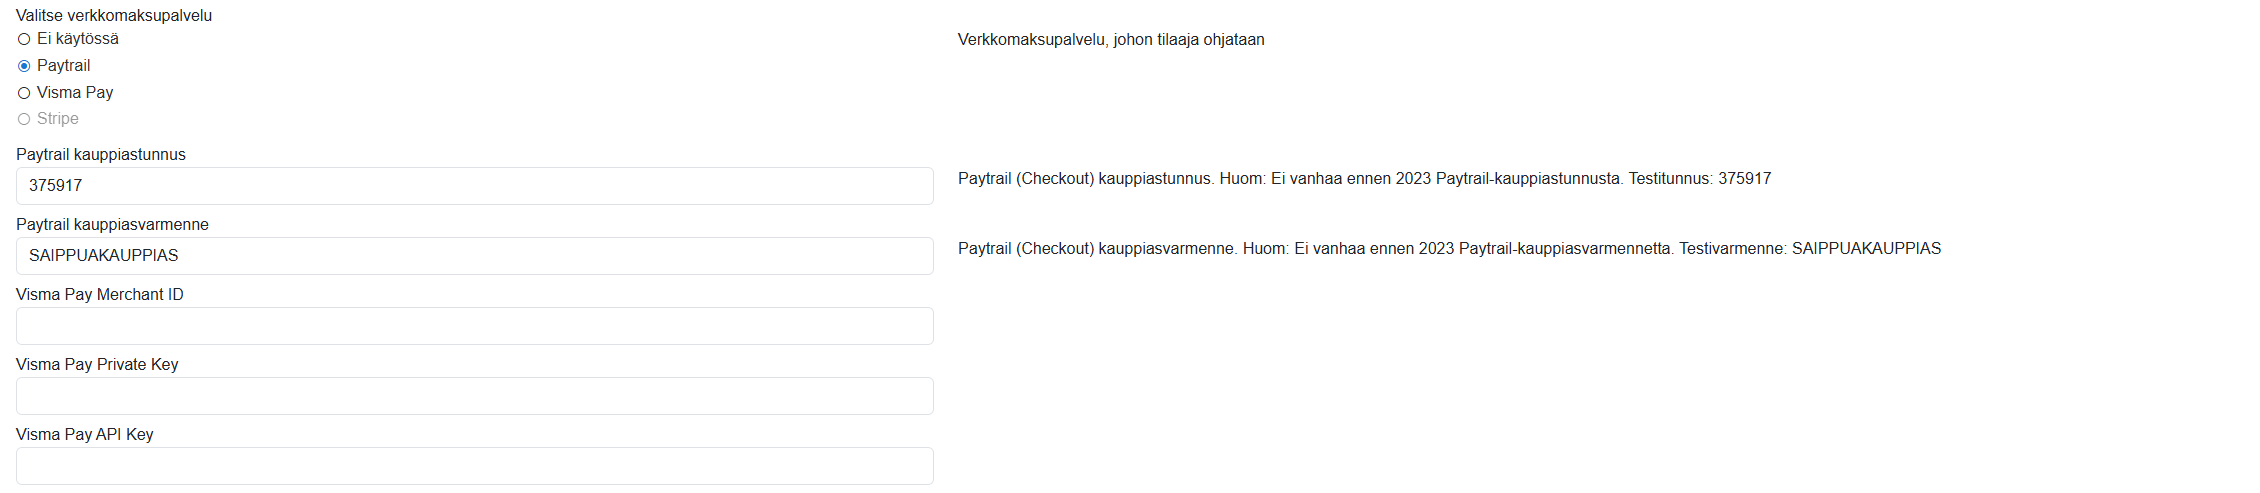 Valitse verkkomaksupalvelu
Ei käytössä
Verkkomaksupalvelu, johon tilaaja ohjataan
Paytrail
Visma Pay
Stripe
Paytrail kauppiastunnus
375917
Paytrail (Checkout) kauppiastunnus. Huom: Ei vanhaa ennen 2023 Paytrail-kauppiastunnusta. Testitunnus: 375917
Paytrail kauppiasvarmenne
SAIPPUAKAUPPIAS
Paytrail (Checkout) kauppiasvarmenne. Huom: Ei vanhaa ennen 2023 Paytrail-kauppiasvarmennetta. Testivarmenne: SAIPPUAKAUPPIAS
Visma Pay Merchant ID
Visma Pay Private Key
Visma Pay API Key